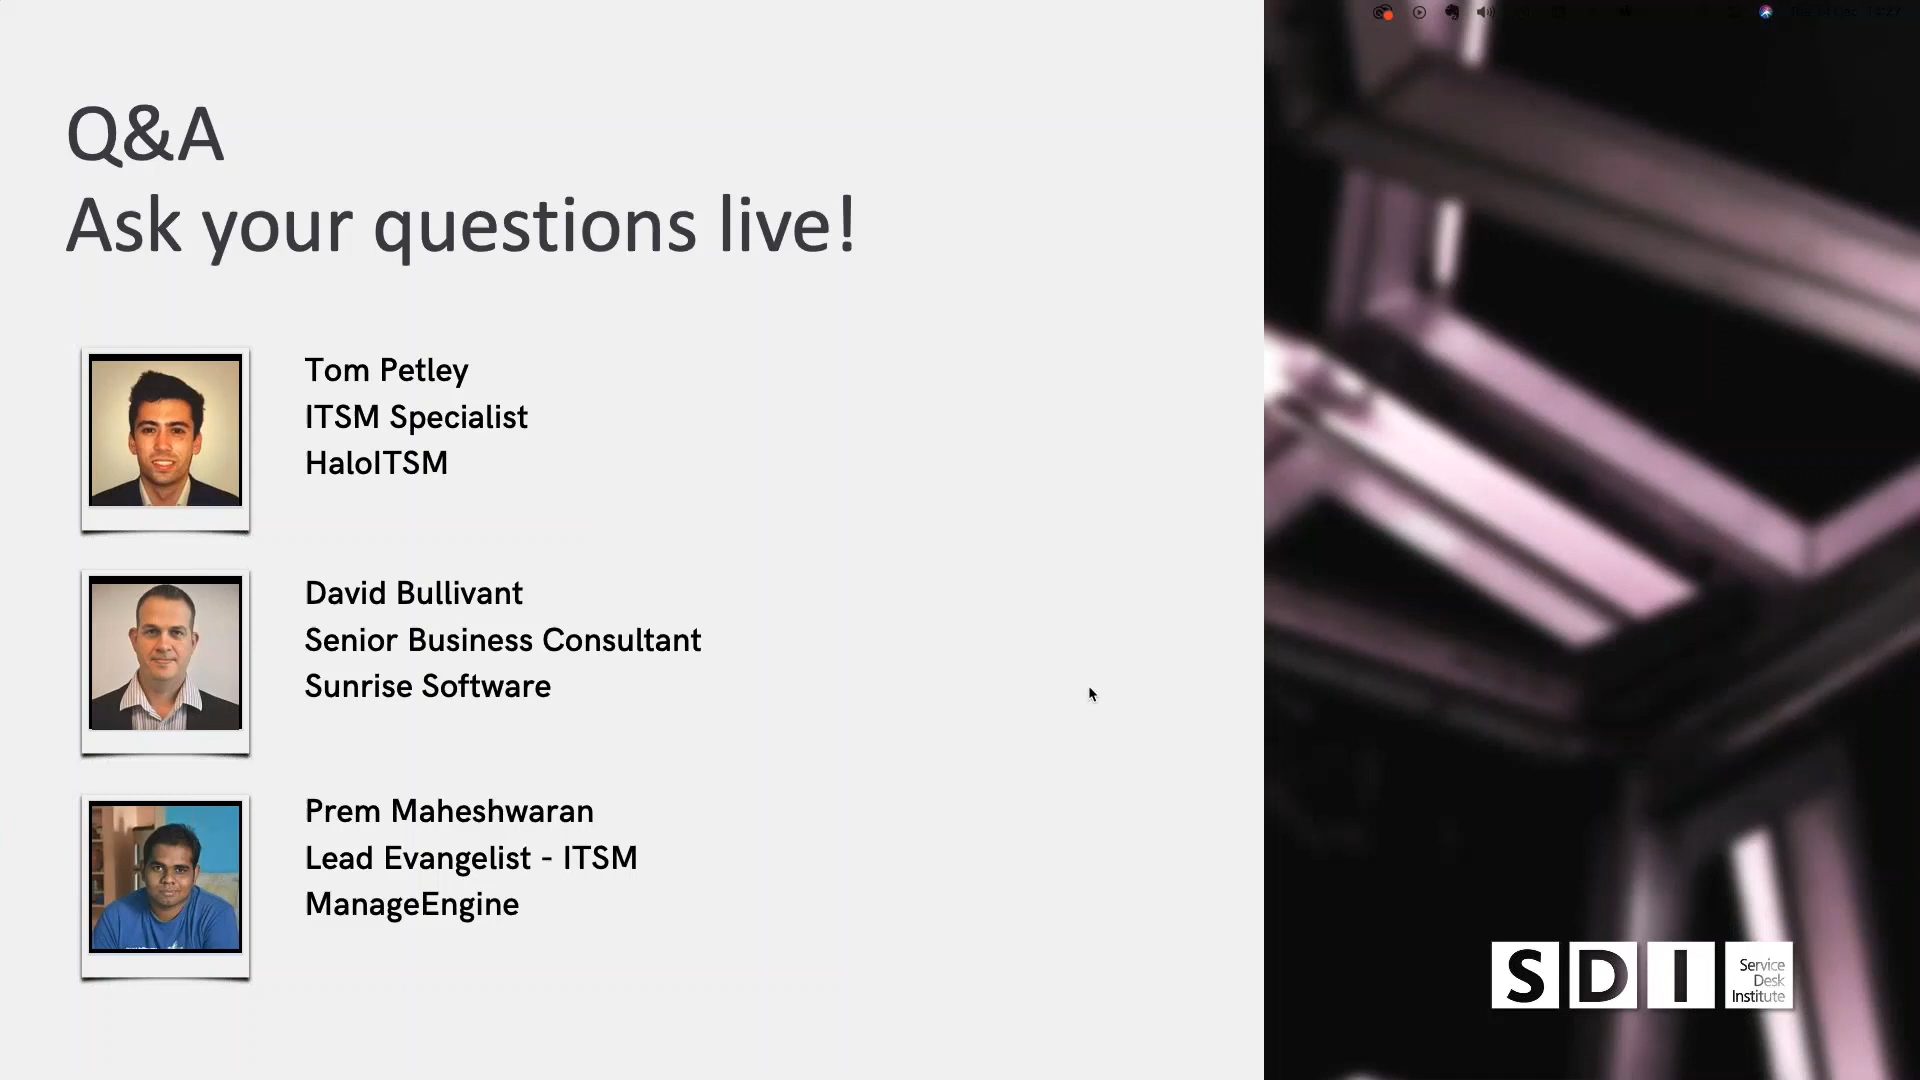 Q&A
Ask your questions live!
Tom Petley
ITSM Specialist
HaloITSM
David Bullivant
Senior Business Consultant
Sunrise Software
Prem Maheshwaran
Lead Evangelist - ITSM
ManageEngine
S D I Service
Desk
Institute